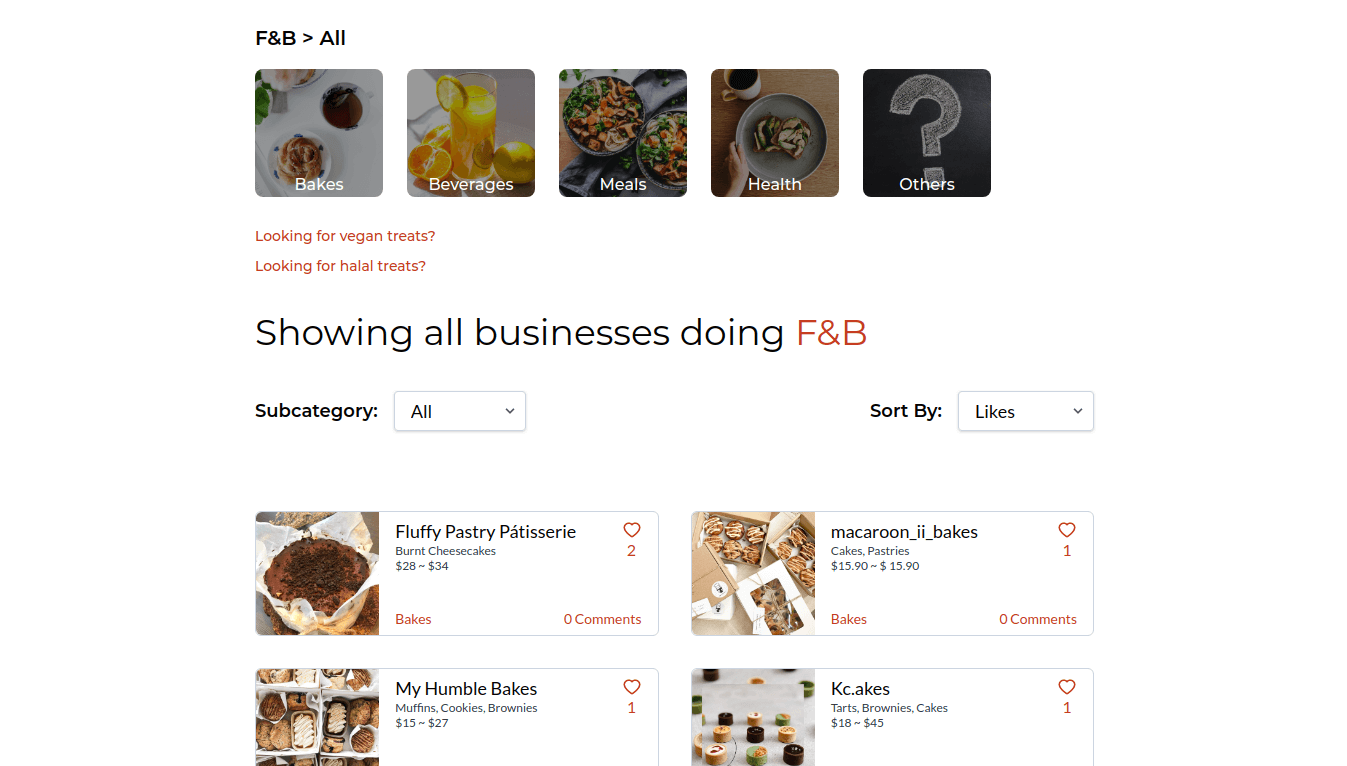 F&B > All
Bakes
Beverages
Meals
Health
Others
Looking for vegan treats?
Looking for halal treats?
Showing all businesses doing F&B
Subcategory: All
Sort By: Likes
Fluffy Pastry Pátisserie
Burnt Cheesecakes
$28 ~ $34
2
Bakes
0 Comments
macaroon_ii_bakes
Cakes, Pastries
$15.90 ~ $ 15.90
1
Bakes
0 Comments
My Humble Bakes
Muffins, Cookies, Brownies
$15 ~ $27
1
Kc.akes
Tarts, Brownies, Cakes
$18 ~ $45
1